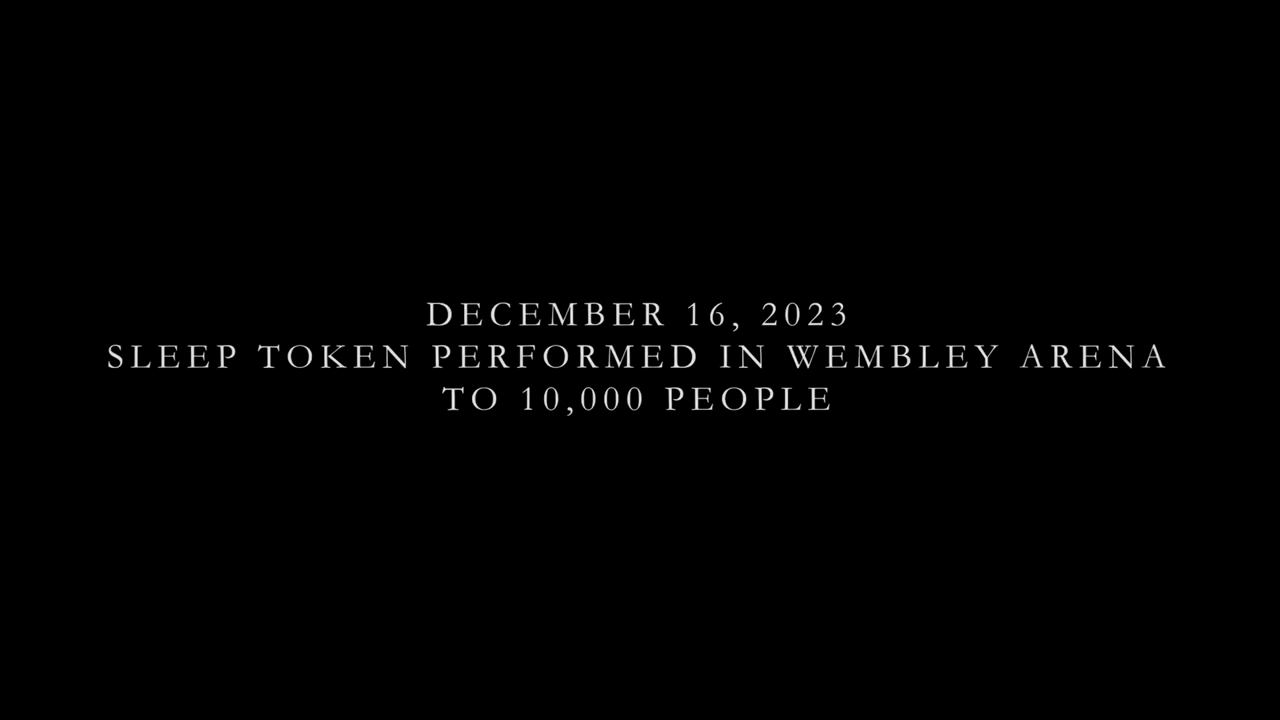 DECEMBER 16, 2023
SLEEP TOKEN PERFORMED IN WEMBLEY ARENA
TO 10,000 PEOPLE